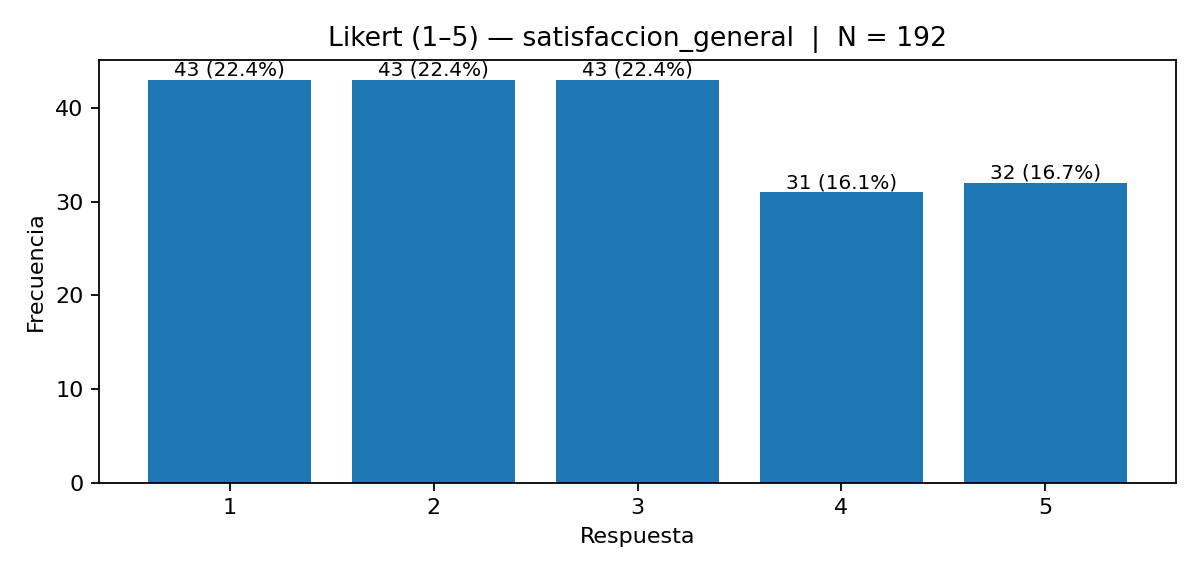 Likert (1–5) — satisfaccion_general | N = 192
43 (22.4%) 43 (22.4%) 43 (22.4%) 31 (16.1%) 32 (16.7%)
Frecuencia
40
30
20
10
0
1 2 3 4 5
Respuesta